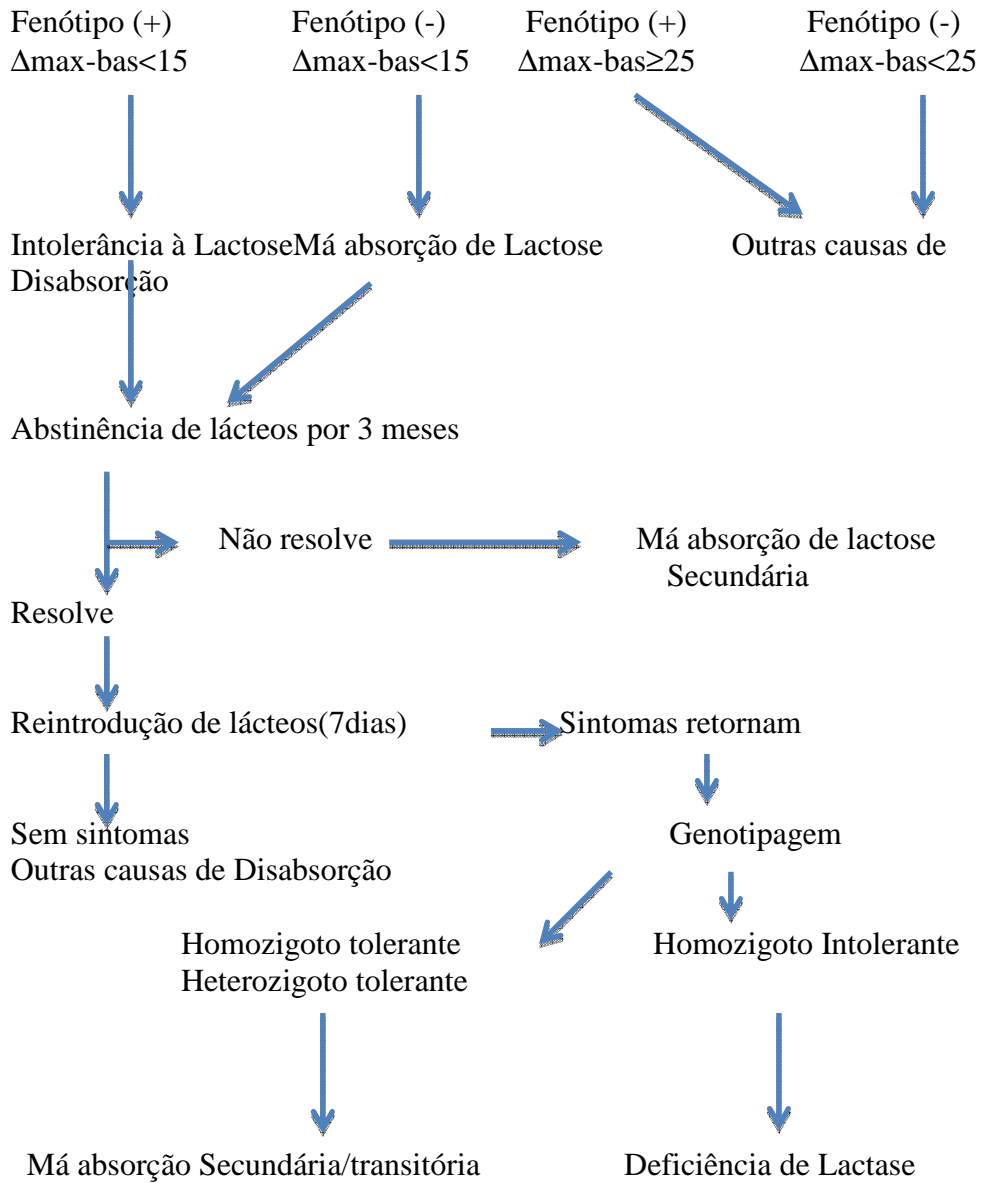 Fenótipo (+) Fenótipo (-) Fenótipo (+) Fenótipo (-)
Δmax-bas<15 Δmax-bas<15 Δmax-bas≥25 Δmax-bas<25
Intolerância à LactoseMá absorção de Lactose Outras causas de
Disabsorção
Abstinência de lácteos por 3 meses
Não resolve Má absorção de lactose
Secundária
Resolve
Reintrodução de lácteos(7dias) Sintomas retornam
Sem sintomas Genotipagem
Outras causas de Disabsorção
Homozigoto tolerante Homozigoto Intolerante
Heterozigoto tolerante
Má absorção Secundária/transitória Deficiência de Lactase